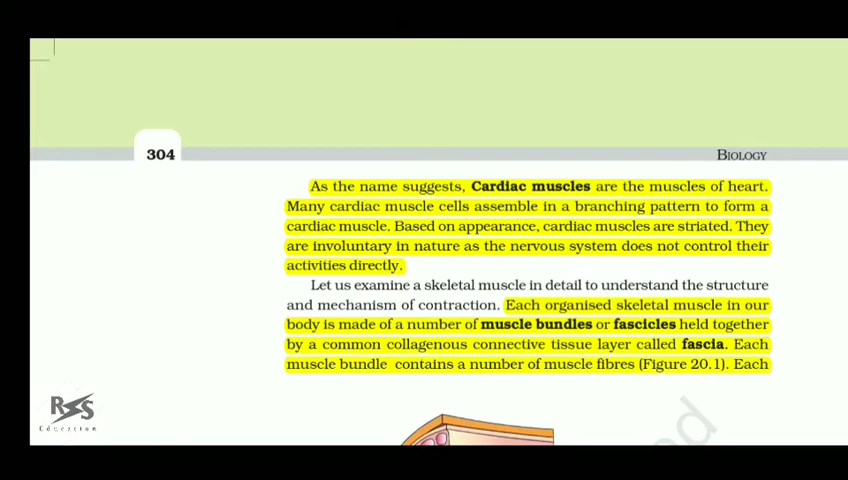 304
BIOLOGY
As the name suggests, Cardiac muscles are the muscles of heart.
Many cardiac muscle cells assemble in a branching pattern to form a
cardiac muscle. Based on appearance, cardiac muscles are striated. They
are involuntary in nature as the nervous system does not control their
activities directly.
Let us examine a skeletal muscle in detail to understand the structure
and mechanism of contraction. Each organised skeletal muscle in our
body is made of a number of muscle bundles or fascicles held together
by a common collagenous connective tissue layer called fascia. Each
muscle bundle contains a number of muscle fibres (Figure 20.1). Each
RS
Education